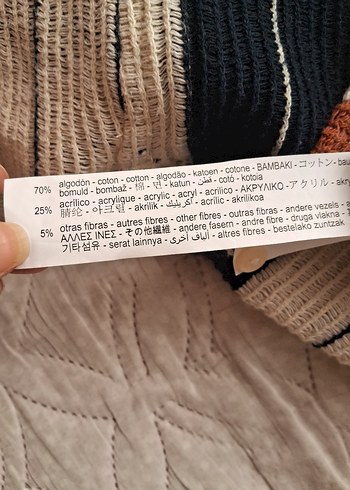 70% algodón - coton - cotton - algodão - katoen - cotone - BAMBAKI - コットン -
bomuld - bombaž - 棉 - 면 - katun - قطن - cotó - kotoia
acrílico - acrylique - acrylic - acryl - acrílico - ΑΚΡΥΛΙΚΟ - アクリル -
25% 腈纶 - 아크릴 - akrilik - أكريليك - acrílic - akrilikoa
5% otras fibras - autres fibres - other fibres - outras fibras - andere vezels -
ΑΛΛΕΣ ΙΝΕΣ - その他繊維 - andere fasern - andre fibre - druga vlakna -
기타섬유 - serat lainnya - ألياف أخرى - altres fibres - bestelako zuntzak